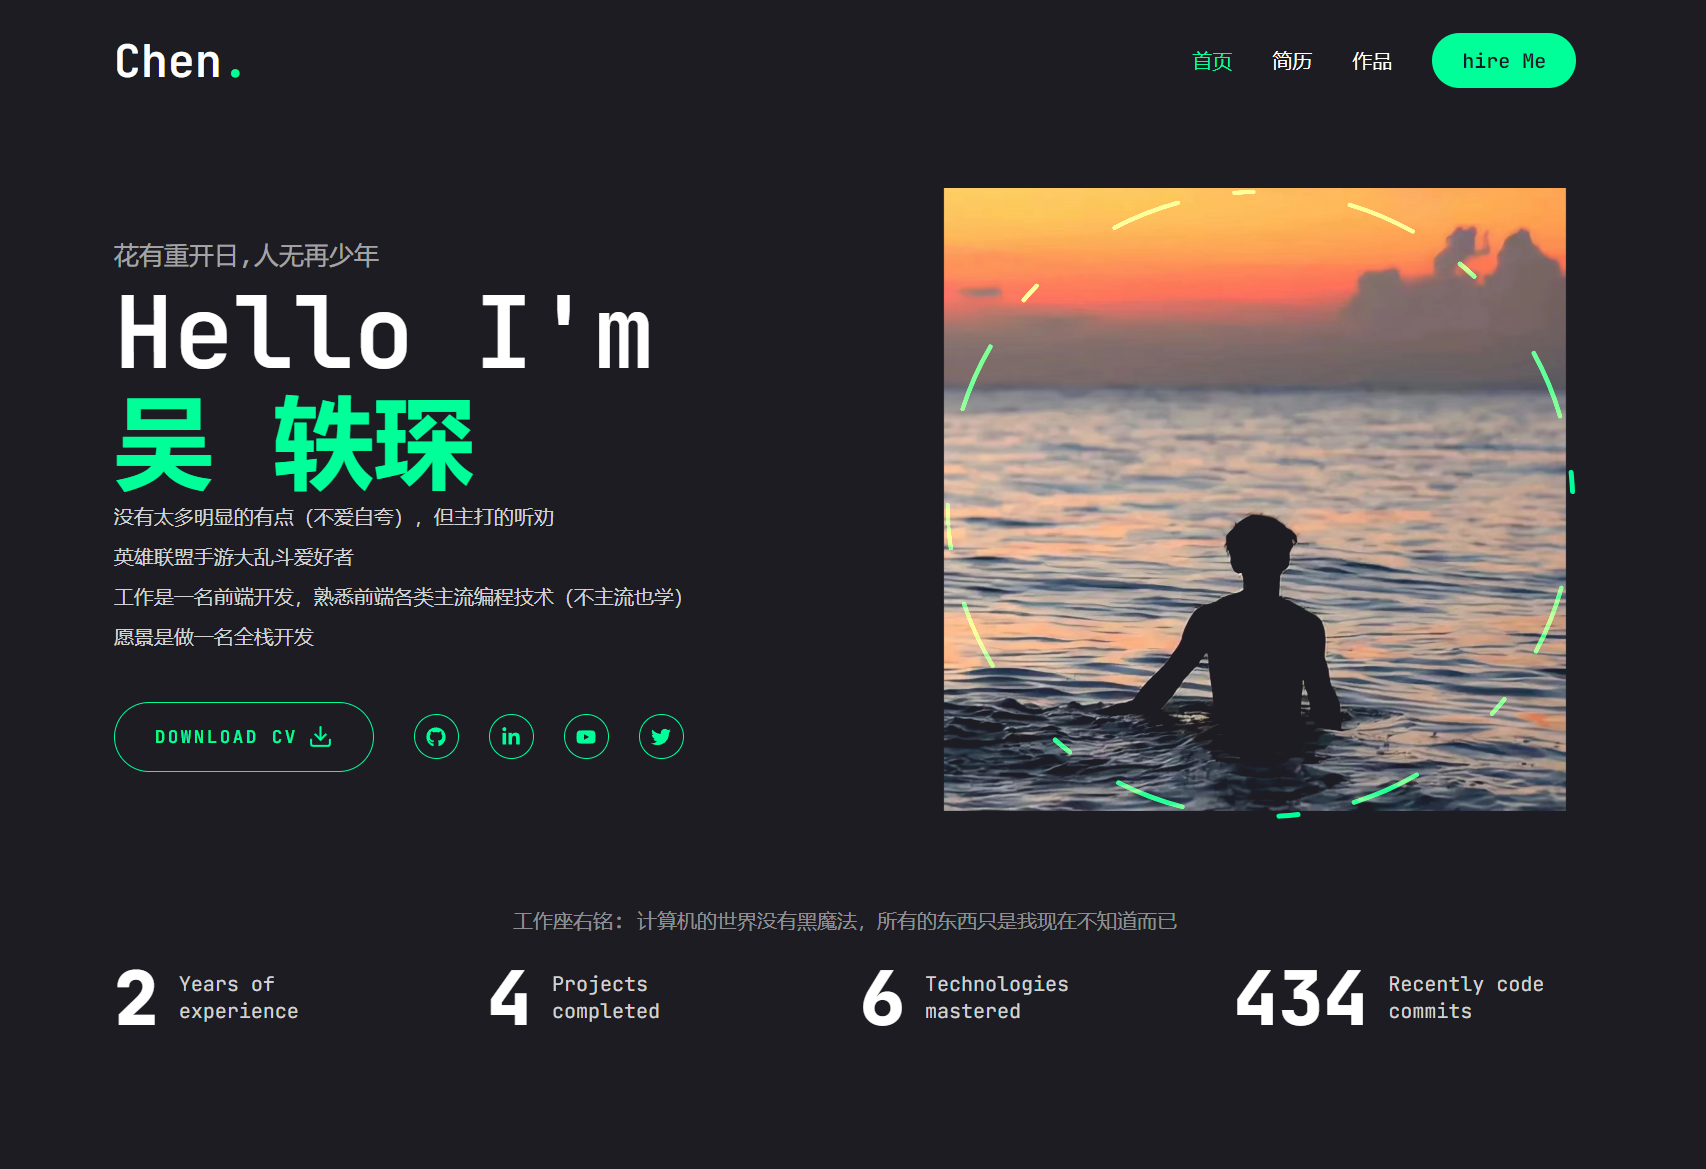 Chen.
首页
简历
作品
hire Me
花有重开日,人无再少年
Hello I'm
吴 轶琛
没有太多明显的有点（不爱自夸），但主打的听劝
英雄联盟手游大乱斗爱好者
工作是一名前端开发，熟悉前端各类主流编程技术（不主流也学）
愿景是做一名全栈开发
DOWNLOAD CV
in
工作座右铭: 计算机的世界没有黑魔法，所有的东西只是我现在不知道而已
2
Years of
experience
4
Projects
completed
6
Technologies
mastered
434
Recently code
commits